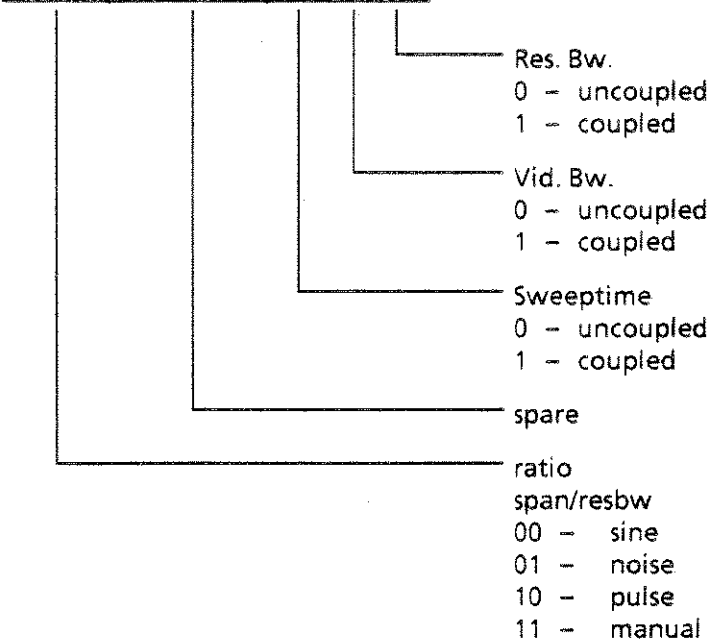 Res. Bw.
0 – uncoupled
1 – coupled
Vid. Bw.
0 – uncoupled
1 – coupled
Sweeptime
0 – uncoupled
1 – coupled
spare
ratio
span/resbw
00 – sine
01 – noise
10 – pulse
11 – manual